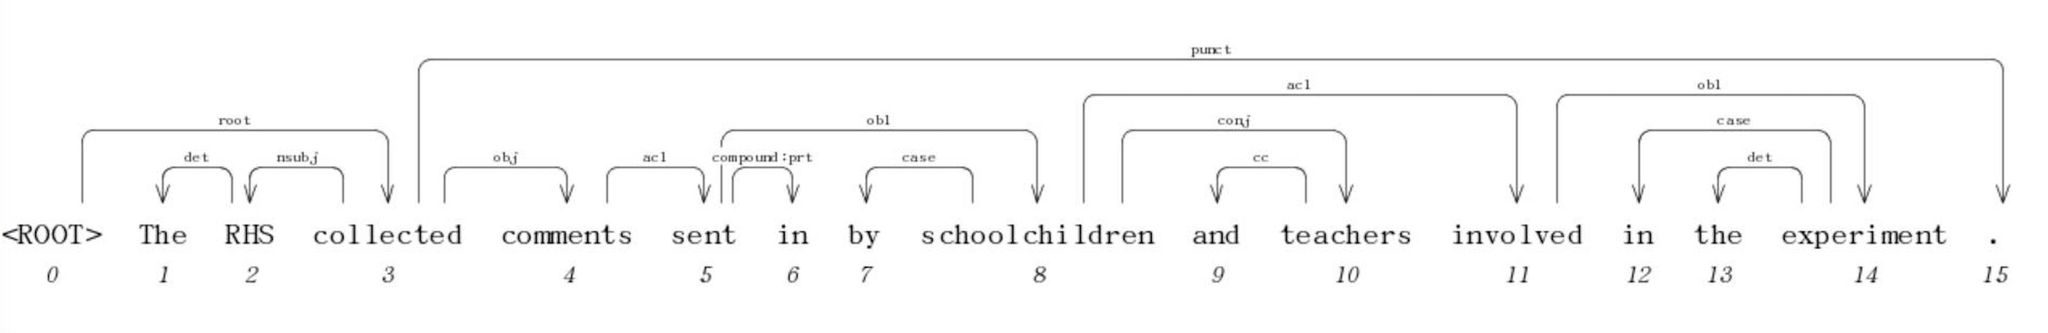 punct
acl obl
root obl conj case
det nsubj obj acl compound:prt case cc det
<ROOT> The RHS collected comments sent in by schoolchildren and teachers involved in the experiment .
0 1 2 3 4 5 6 7 8 9 10 11 12 13 14 15